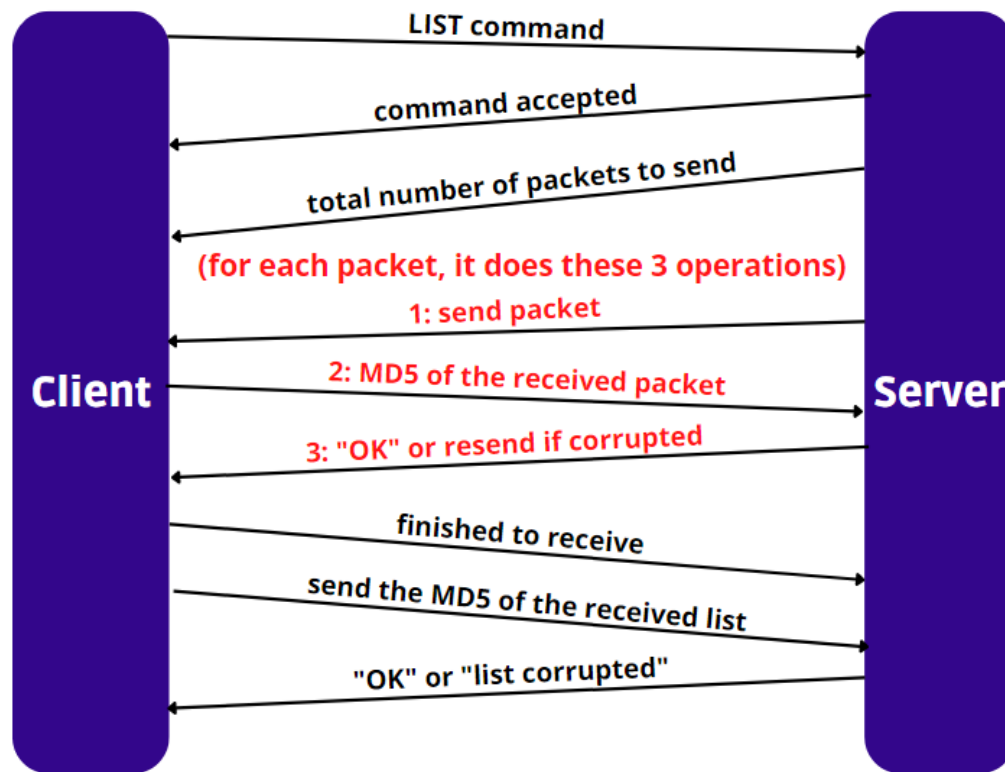 LIST command
command accepted
total number of packets to send
(for each packet, it does these 3 operations)
1: send packet
Client
2: MD5 of the received packet
Server
3: "OK" or resend if corrupted
finished to receive
send the MD5 of the received list
"OK" or "list corrupted"